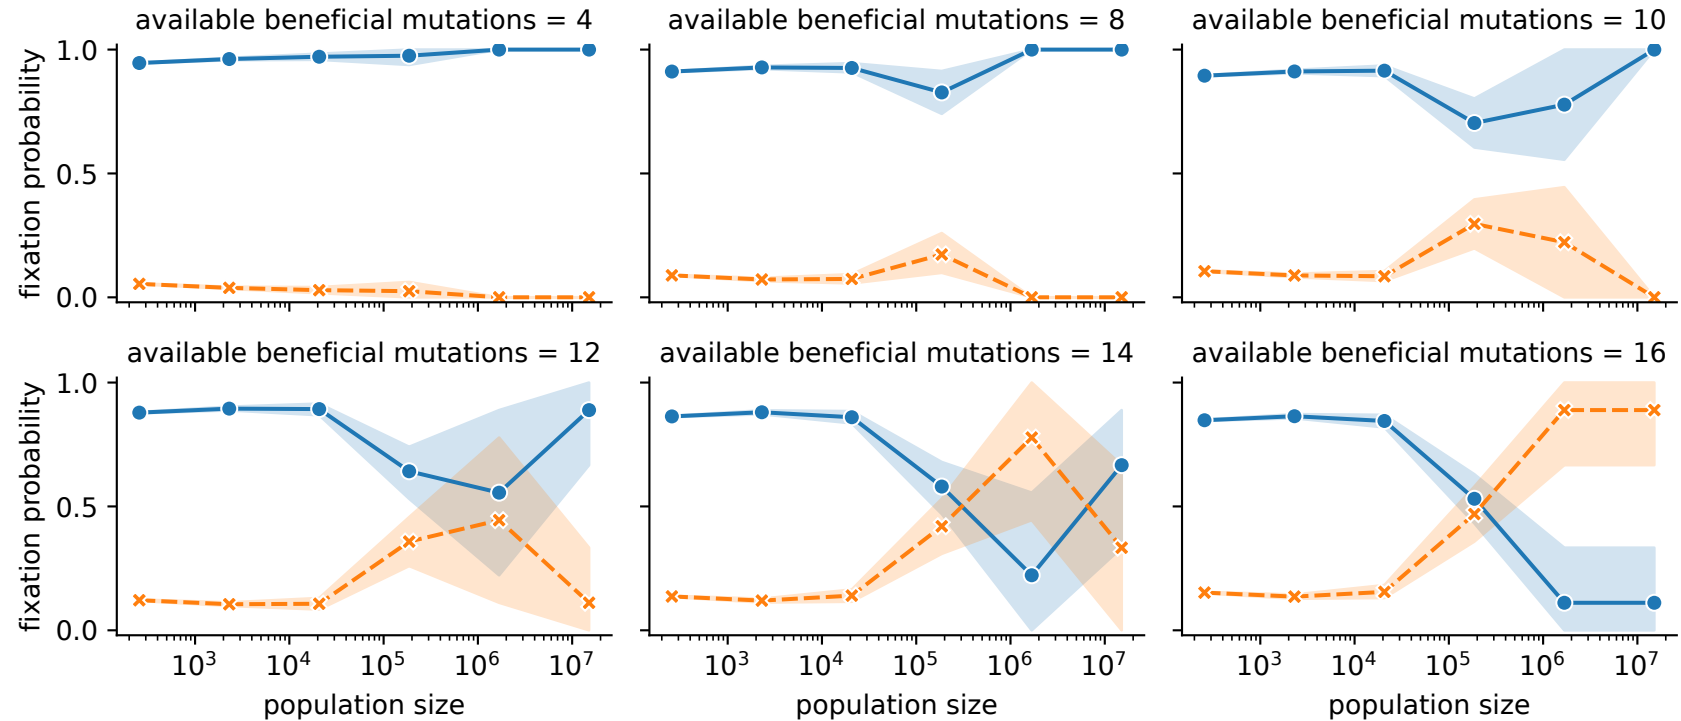 available beneficial mutations = 4
available beneficial mutations = 8
available beneficial mutations = 10
fixation probability
1.0
0.5
0.0
available beneficial mutations = 12
available beneficial mutations = 14
available beneficial mutations = 16
fixation probability
1.0
0.5
0.0
10³ 10⁴ 10⁵ 10⁶ 10⁷
10³ 10⁴ 10⁵ 10⁶ 10⁷
10³ 10⁴ 10⁵ 10⁶ 10⁷
population size
population size
population size